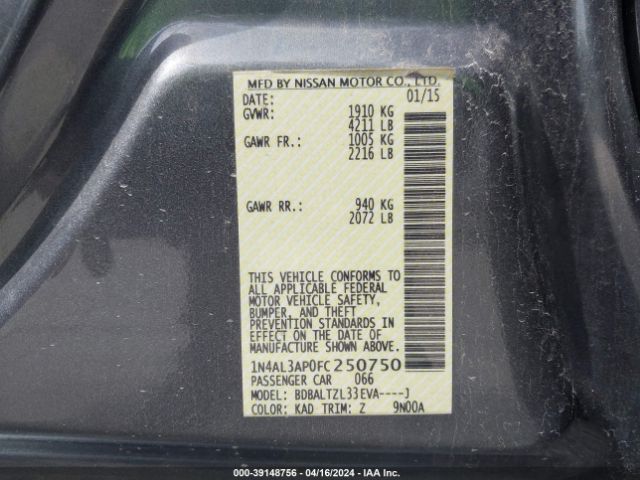 MFD BY NISSAN MOTOR CO., LTD.
DATE: 01/15
GVWR: 1910 KG
4211 LB
GAWR FR.: 1005 KG
2216 LB
GAWR RR.: 940 KG
2072 LB
THIS VEHICLE CONFORMS TO
ALL APPLICABLE FEDERAL
MOTOR VEHICLE SAFETY,
BUMPER, AND THEFT
PREVENTION STANDARDS IN
EFFECT ON THE DATE OF
MANUFACTURE SHOWN ABOVE.
1N4AL3AP0FC250750
PASSENGER CAR 066
MODEL: BDBALTZL33EVA----J
COLOR: KAD TRIM: Z 9N00A
000-39148756 - 04/16/2024 - IAA Inc.